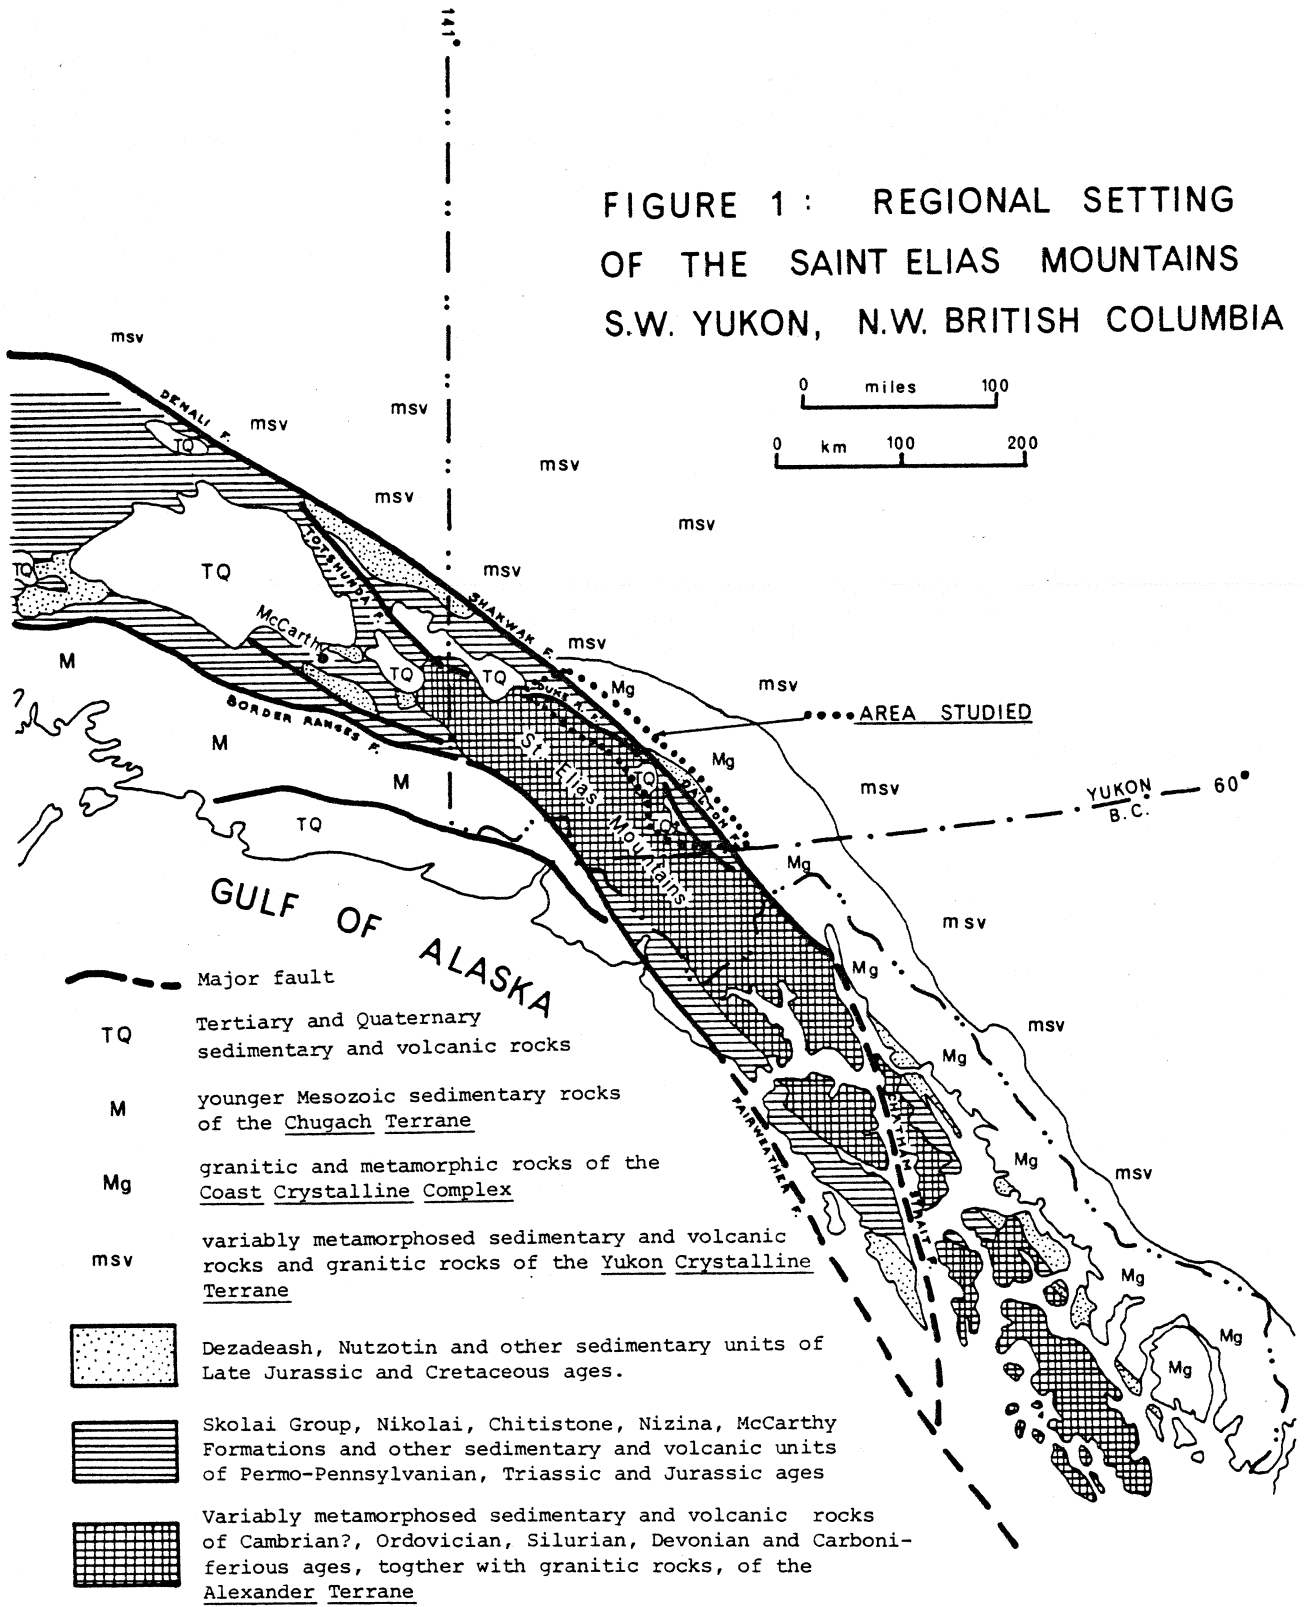 141°
FIGURE 1 : REGIONAL SETTING
OF THE SAINT ELIAS MOUNTAINS
S.W. YUKON, N.W. BRITISH COLUMBIA
0 miles 100
0 km 100 200
msv
msv
msv
msv
msv
msv
msv
msv
msv
msv
msv
msv
msv
DENALI F.
TQ
TQ
TQ
TOTSHUNDA F.
McCarthy
SHAKWAK F.
TQ
TQ
DUKE R. F.
Mg
AREA STUDIED
M
M
M
BORDER RANGES F.
St. Elias Mountains
TQ
TQ
DALTON F.
Mg
YUKON
B.C.
60°
TQ
Mg
GULF OF ALASKA
Mg
Mg
Mg
Mg
Mg
Mg
FAIRWEATHER F.
CHATHAM STRAIT F.
Major fault
TQ
Tertiary and Quaternary
sedimentary and volcanic rocks
M
younger Mesozoic sedimentary rocks
of the Chugach Terrane
Mg
granitic and metamorphic rocks of the
Coast Crystalline Complex
msv
variably metamorphosed sedimentary and volcanic
rocks and granitic rocks of the Yukon Crystalline
Terrane
Dezadeash, Nutzotin and other sedimentary units of
Late Jurassic and Cretaceous ages.
Skolai Group, Nikolai, Chitistone, Nizina, McCarthy
Formations and other sedimentary and volcanic units
of Permo-Pennsylvanian, Triassic and Jurassic ages
Variably metamorphosed sedimentary and volcanic rocks
of Cambrian?, Ordovician, Silurian, Devonian and Carboni-
ferious ages, togther with granitic rocks, of the
Alexander Terrane